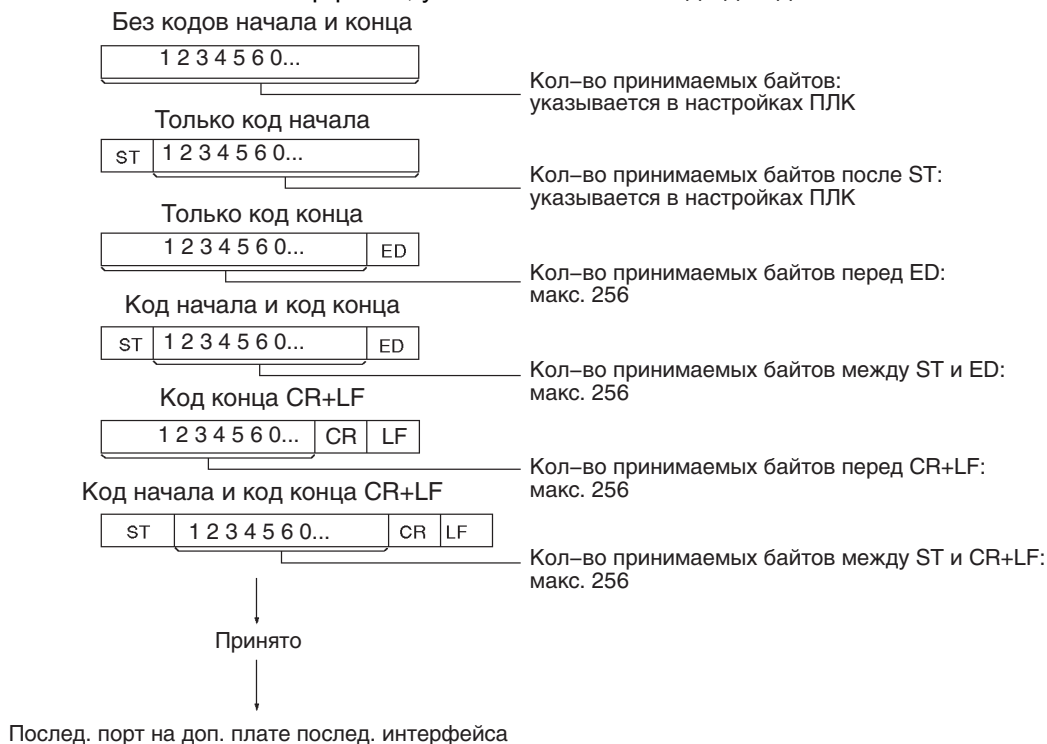 Без кодов начала и конца
1 2 3 4 5 6 0...
Кол–во принимаемых байтов:
указывается в настройках ПЛК
Только код начала
ST 1 2 3 4 5 6 0...
Кол–во принимаемых байтов после ST:
указывается в настройках ПЛК
Только код конца
1 2 3 4 5 6 0... ED
Кол–во принимаемых байтов перед ED:
макс. 256
Код начала и код конца
ST 1 2 3 4 5 6 0... ED
Кол–во принимаемых байтов между ST и ED:
макс. 256
Код конца CR+LF
1 2 3 4 5 6 0... CR LF
Кол–во принимаемых байтов перед CR+LF:
макс. 256
Код начала и код конца CR+LF
ST 1 2 3 4 5 6 0... CR LF
Кол–во принимаемых байтов между ST и CR+LF:
макс. 256
Принято
Послед. порт на доп. плате послед. интерфейса